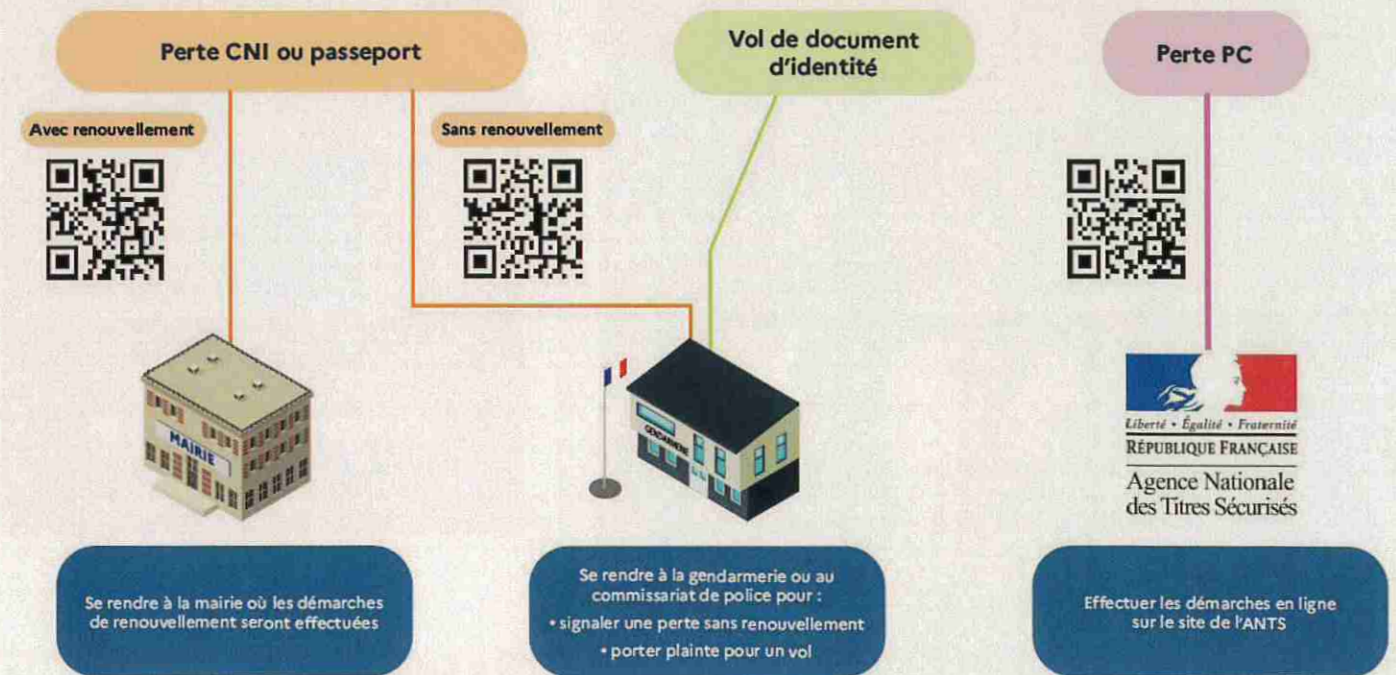 Perte CNI ou passeport
Vol de document
d'identité
Perte PC
Avec renouvellement
Sans renouvellement
MAIRIE
GENDARMERIE
Liberté • Égalité • Fraternité
RÉPUBLIQUE FRANÇAISE
Agence Nationale
des Titres Sécurisés
Se rendre à la mairie où les démarches
de renouvellement seront effectuées
Se rendre à la gendarmerie ou au
commissariat de police pour :
• signaler une perte sans renouvellement
• porter plainte pour un vol
Effectuer les démarches en ligne
sur le site de l'ANTS